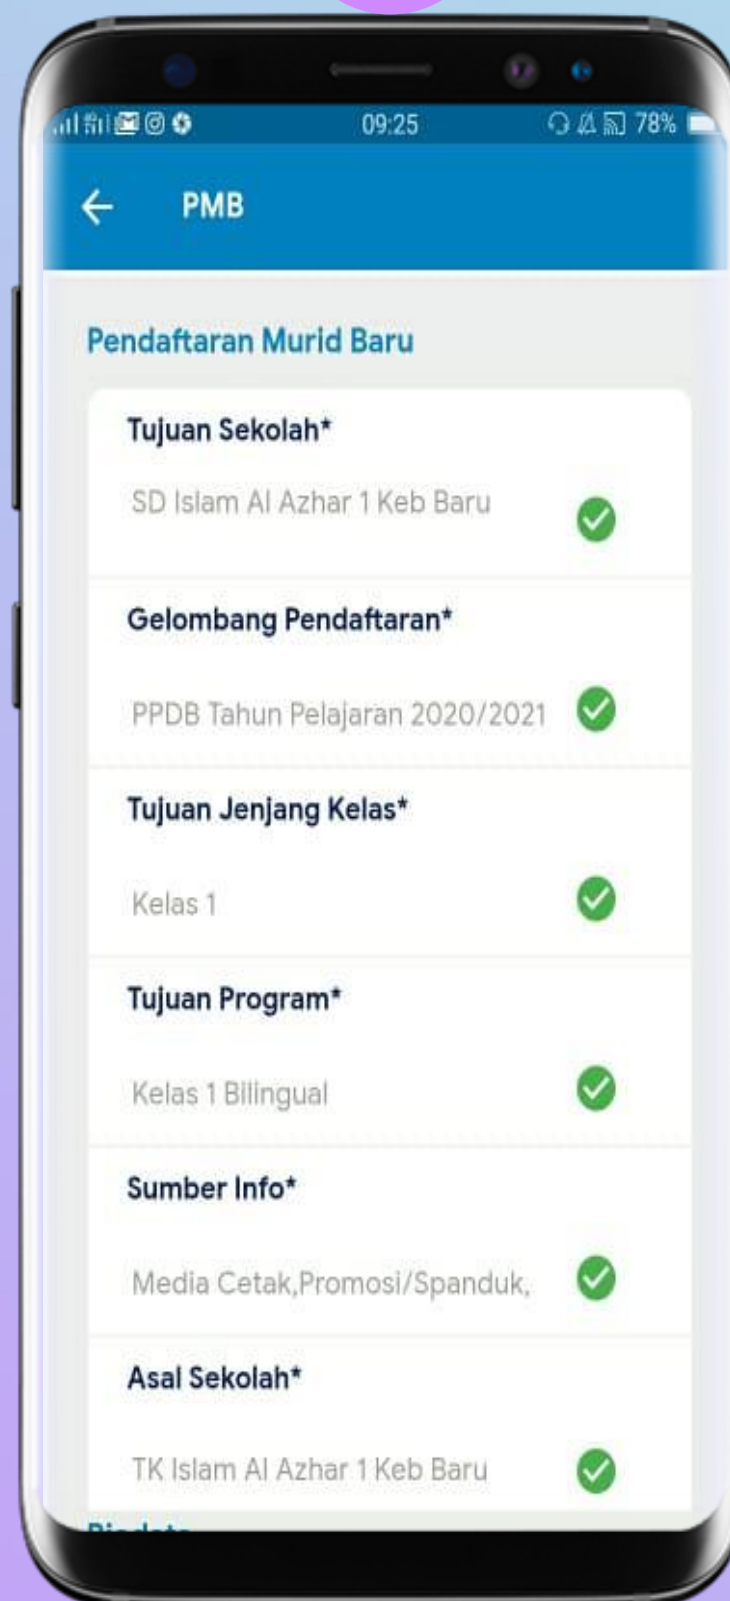 09:25
78%
PMB
Pendaftaran Murid Baru
Tujuan Sekolah*
SD Islam Al Azhar 1 Keb Baru
Gelombang Pendaftaran*
PPDB Tahun Pelajaran 2020/2021
Tujuan Jenjang Kelas*
Kelas 1
Tujuan Program*
Kelas 1 Bilingual
Sumber Info*
Media Cetak,Promosi/Spanduk,
Asal Sekolah*
TK Islam Al Azhar 1 Keb Baru